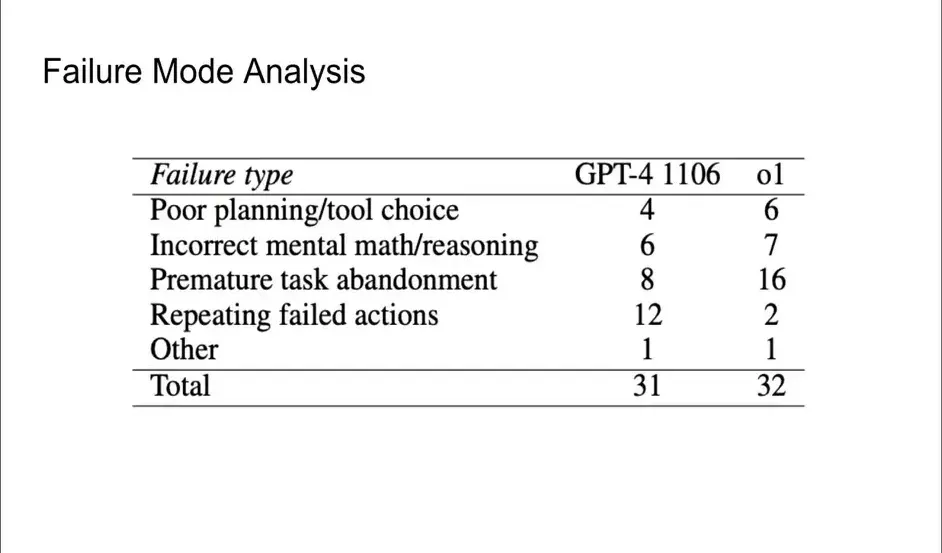 Failure Mode Analysis
Failure type GPT-4 1106 o1
Poor planning/tool choice 4 6
Incorrect mental math/reasoning 6 7
Premature task abandonment 8 16
Repeating failed actions 12 2
Other 1 1
Total 31 32